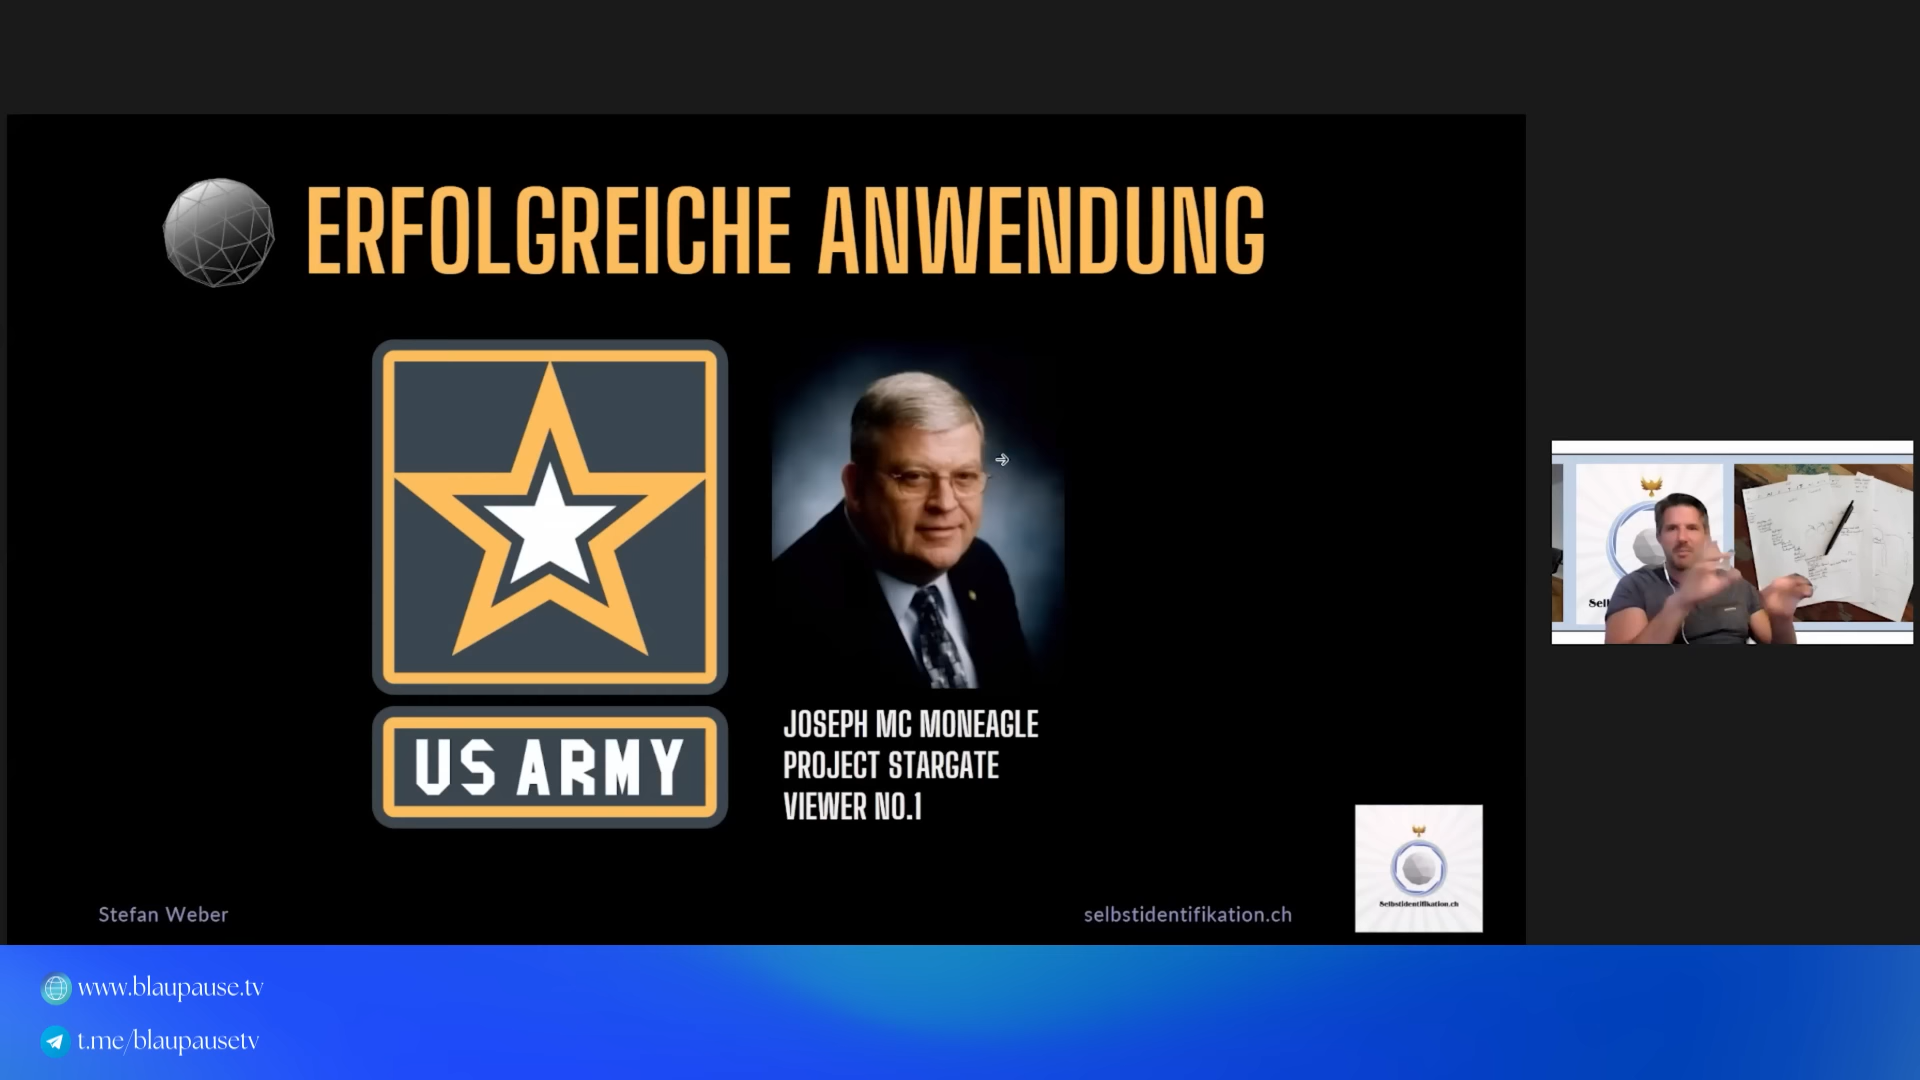 ERFOLGREICHE ANWENDUNG
US ARMY
JOSEPH MC MONEAGLE
PROJECT STARGATE
VIEWER NO.1
Sel
Selbstidentifikation.ch
Stefan Weber
selbstidentifikation.ch
www.blaupause.tv
t.me/blaupausetv